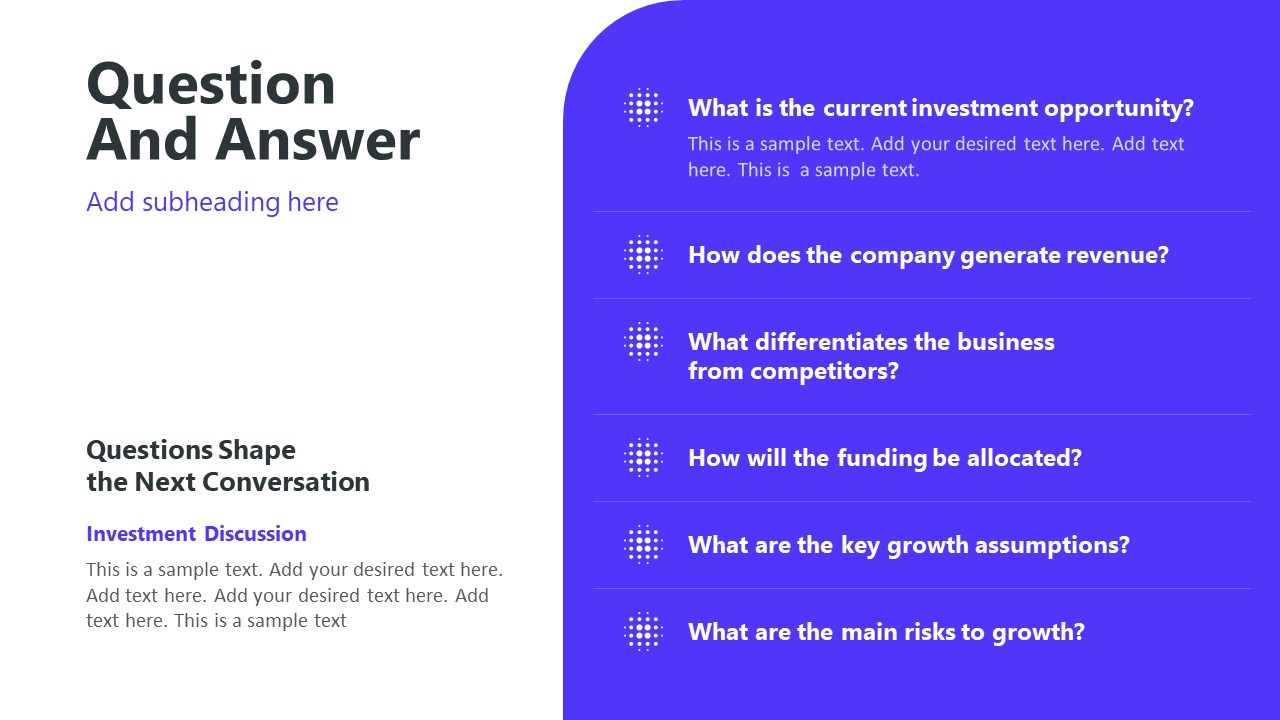 Question
And Answer
Add subheading here
Questions Shape
the Next Conversation
Investment Discussion
This is a sample text. Add your desired text here.
Add text here. Add your desired text here. Add
text here. This is a sample text
What is the current investment opportunity?
This is a sample text. Add your desired text here. Add text
here. This is a sample text.
How does the company generate revenue?
What differentiates the business
from competitors?
How will the funding be allocated?
What are the key growth assumptions?
What are the main risks to growth?